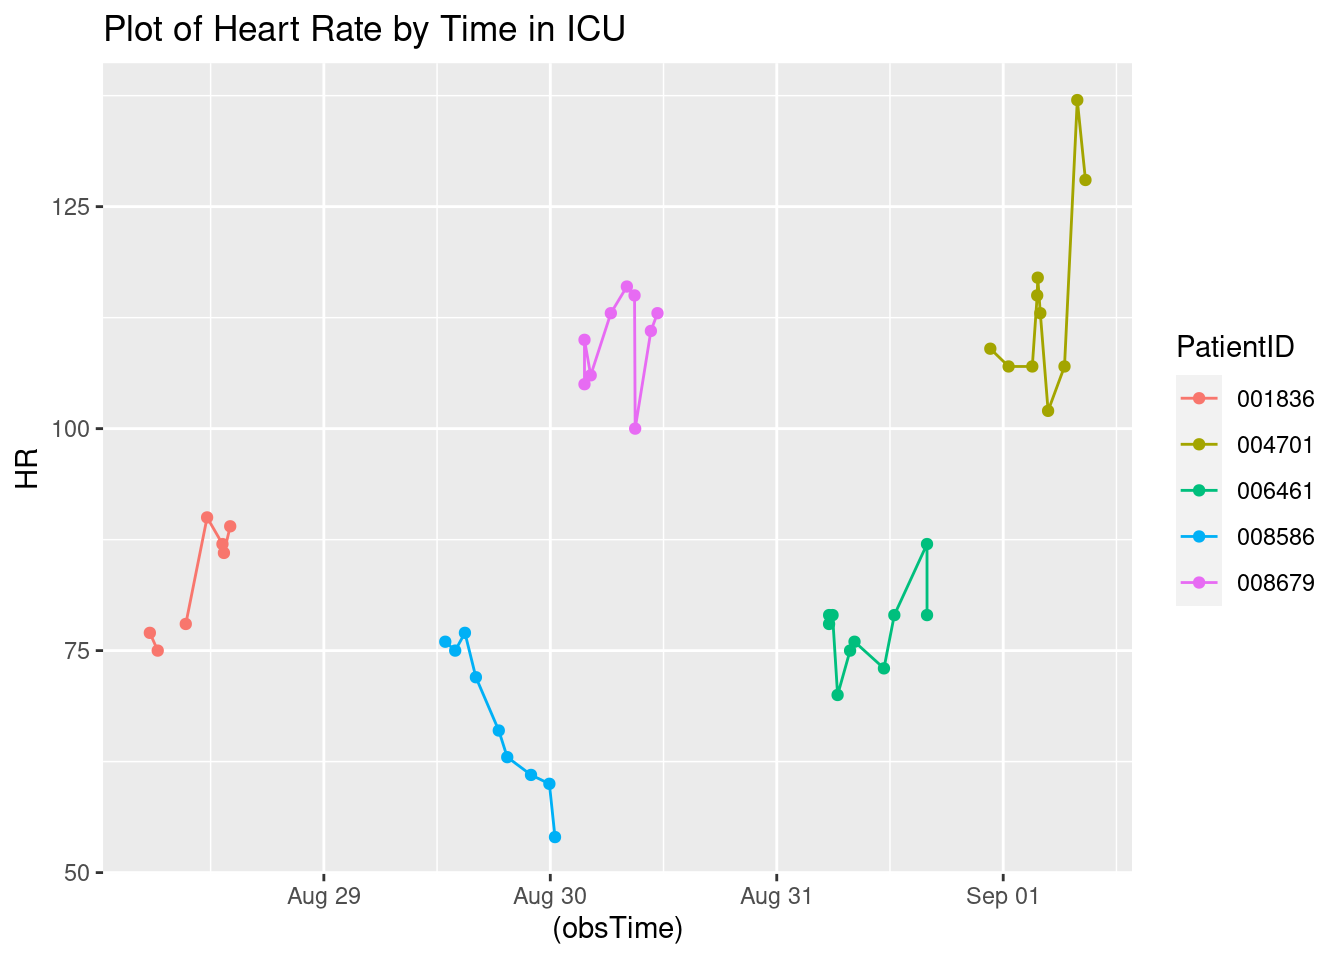 Plot of Heart Rate by Time in ICU
125
100
75
50
HR
Aug 29
Aug 30
Aug 31
Sep 01
(obsTime)
PatientID
001836
004701
006461
008586
008679